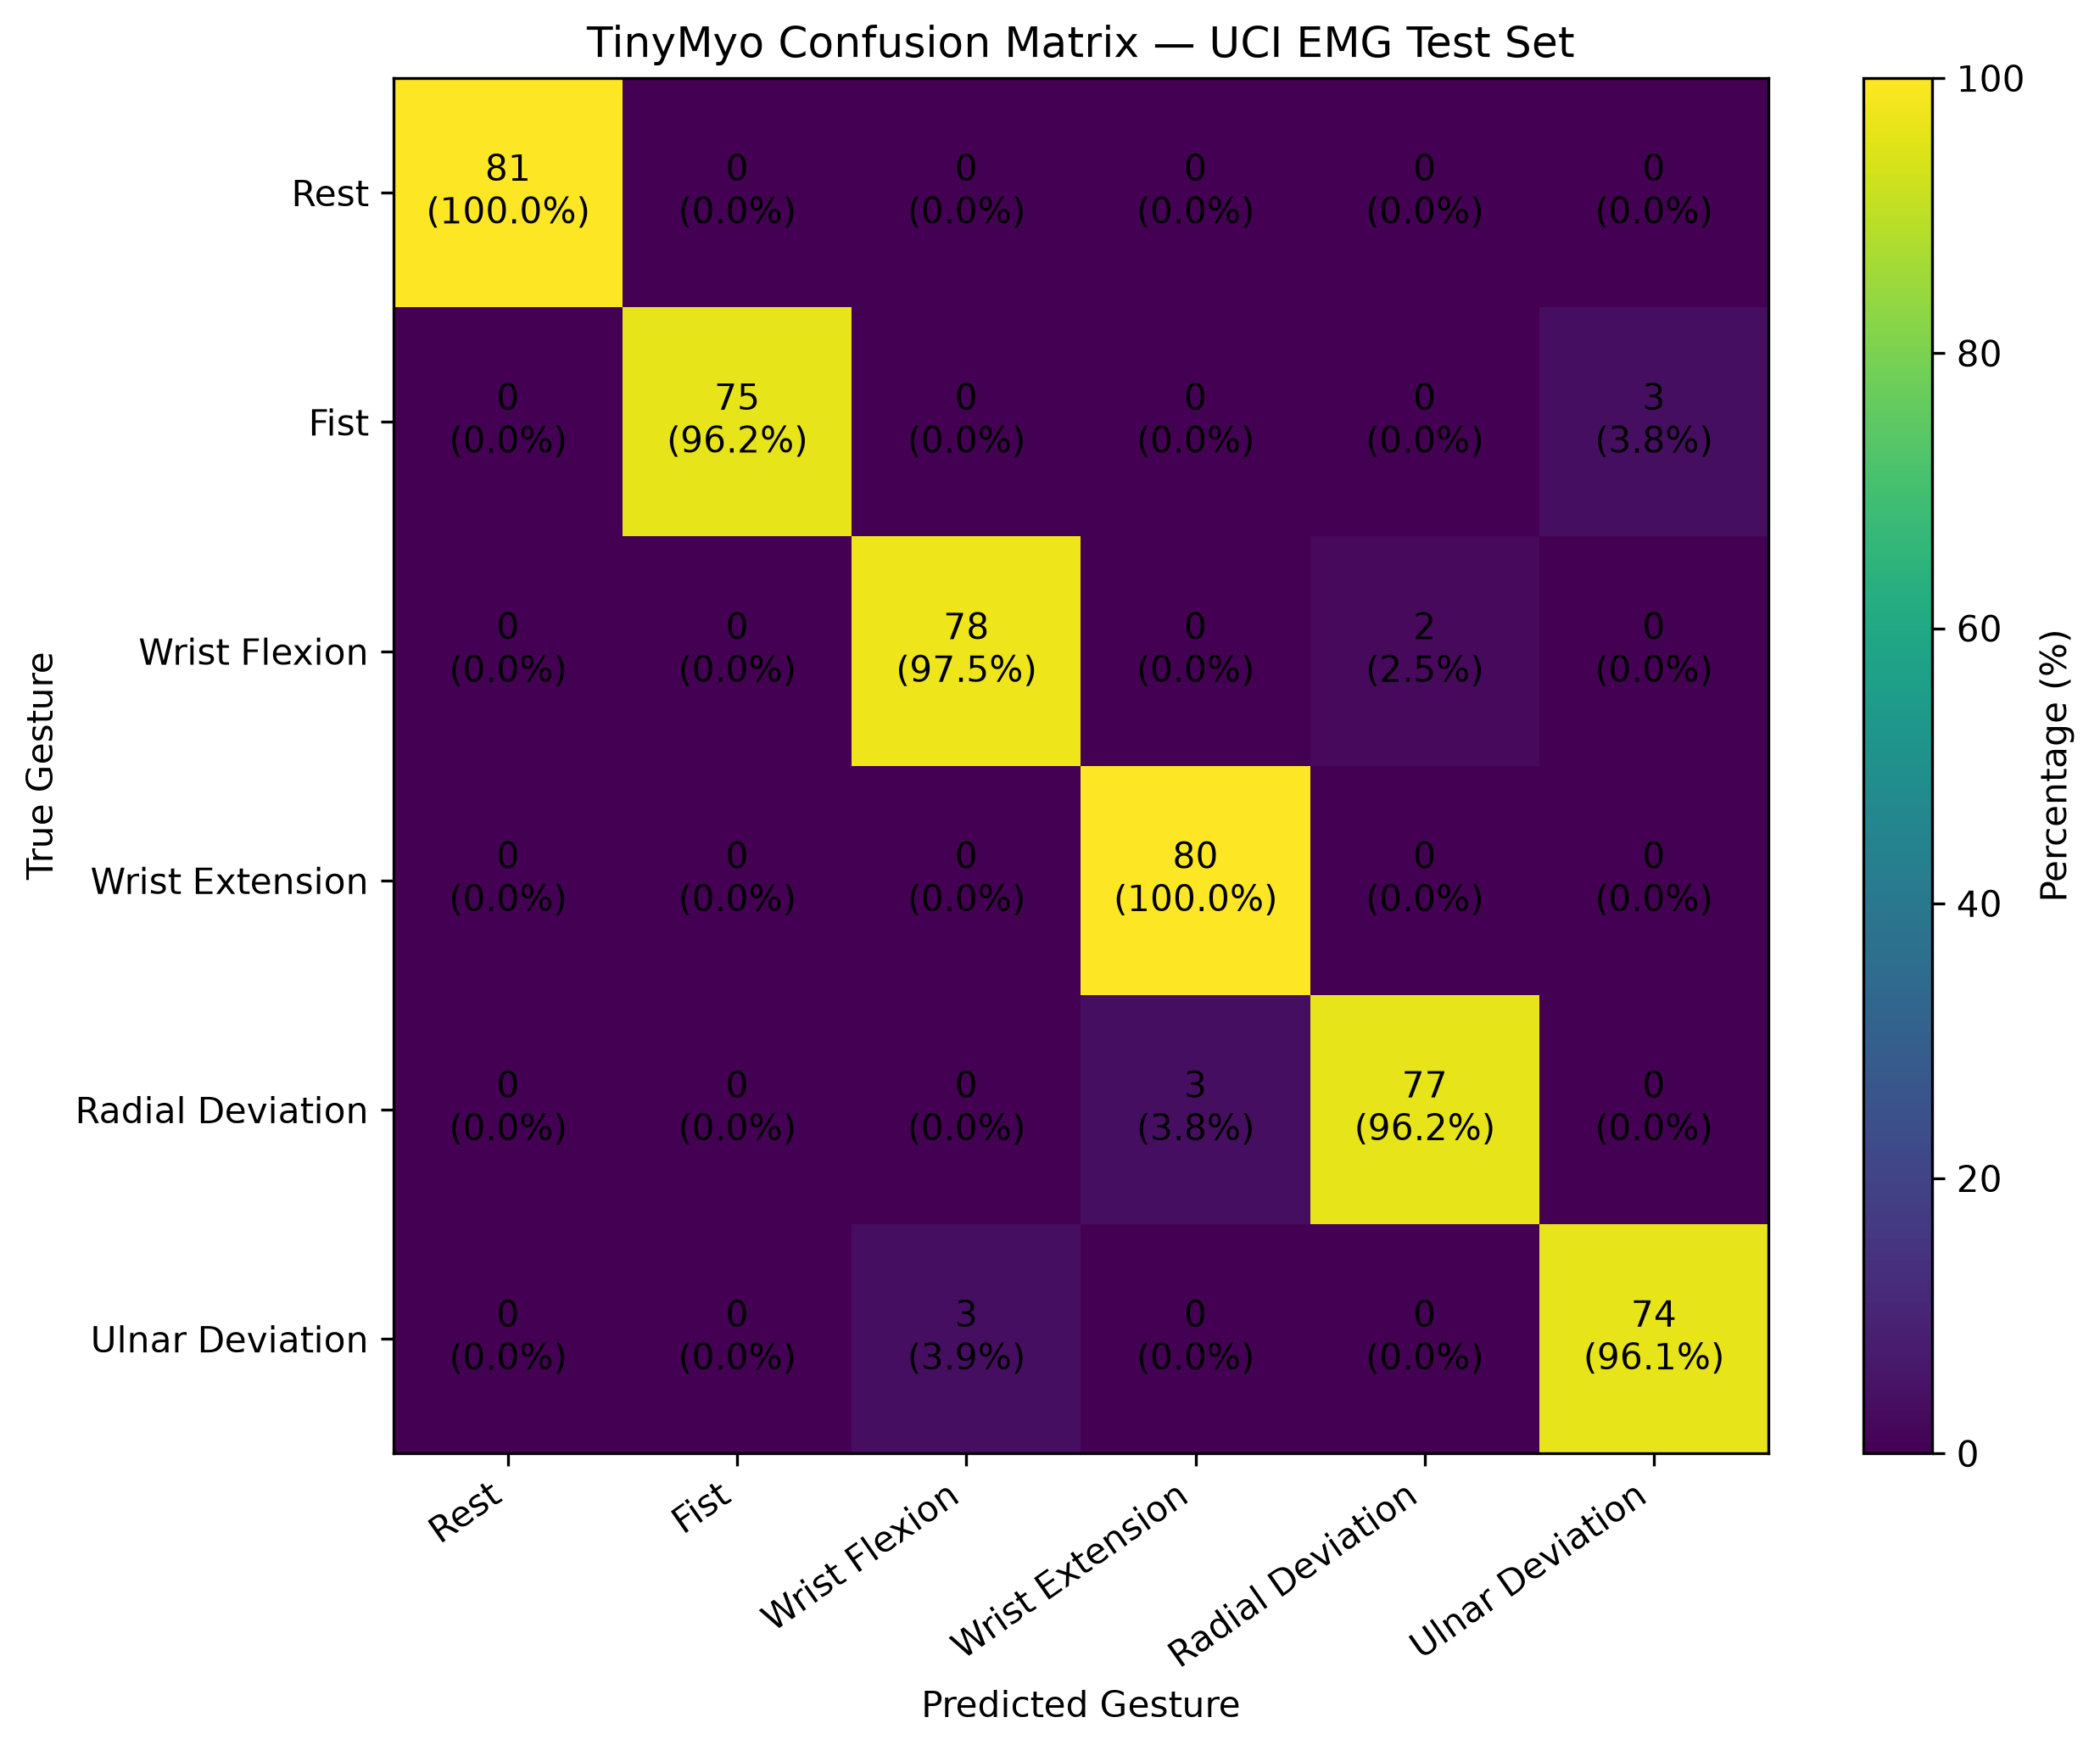 TinyMyo Confusion Matrix — UCI EMG Test Set
100
80
60
40
20
0
Percentage (%)
True Gesture
Rest
81 0 0 0 0 0
(100.0%) (0.0%) (0.0%) (0.0%) (0.0%) (0.0%)
Fist
0 75 0 0 0 3
(0.0%) (96.2%) (0.0%) (0.0%) (0.0%) (3.8%)
Wrist Flexion
0 0 78 0 2 0
(0.0%) (0.0%) (97.5%) (0.0%) (2.5%) (0.0%)
Wrist Extension
0 0 0 80 0 0
(0.0%) (0.0%) (0.0%) (100.0%) (0.0%) (0.0%)
Radial Deviation
0 0 0 3 77 0
(0.0%) (0.0%) (0.0%) (3.8%) (96.2%) (0.0%)
Ulnar Deviation
0 0 3 0 0 74
(0.0%) (0.0%) (3.9%) (0.0%) (0.0%) (96.1%)
Rest
Fist
Wrist Flexion
Wrist Extension
Radial Deviation
Ulnar Deviation
Predicted Gesture